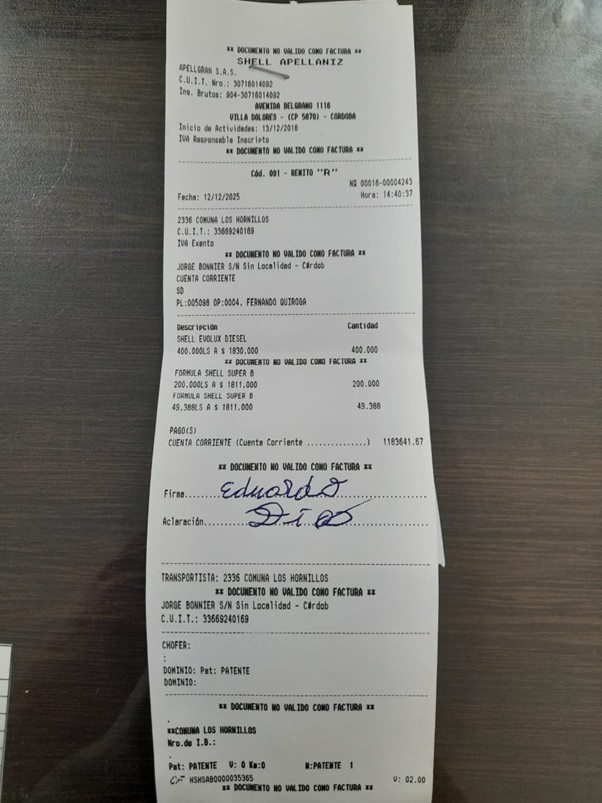 ** DOCUMENTO NO VALIDO COMO FACTURA **
SHELL APELLANIZ
APELLGRAN S.A.S.
C.U.I.T. Nro.: 30716014092
Ing. Brutos: 904-30716014092
AVENIDA BELGRANO 1116
VILLA DOLORES - (CP 5870) - CORDOBA
Inicio de Actividades: 13/12/2018
IVA Responsable Inscripto
** DOCUMENTO NO VALIDO COMO FACTURA **
Cód. 091 - REMITO "R"
NQ 00016-00004243
Fecha: 12/12/2025 Hora: 14:40:37
2336 COMUNA LOS HORNILLOS
C.U.I.T.: 33669240169
IVA Exento
** DOCUMENTO NO VALIDO COMO FACTURA **
JORGE BONNIER S/N Sin Localidad - C#rdob
CUENTA CORRIENTE
SD
PL:005098 OP:0004, FERNANDO QUIROGA
Descripción Cantidad
SHELL EVOLUX DIESEL
400.000LS A $ 1830.000 400.000
** DOCUMENTO NO VALIDO COMO FACTURA **
FORMULA SHELL SUPER B
200.000LS A $ 1811.000 200.000
FORMULA SHELL SUPER B
49.388LS A $ 1811.000 49.388
PAGO(S)
CUENTA CORRIENTE (Cuenta Corriente ..............) 1183641.67
** DOCUMENTO NO VALIDO COMO FACTURA **
Firma..... Eduardo
Aclaración..... Dias
TRANSPORTISTA: 2336 COMUNA LOS HORNILLOS
** DOCUMENTO NO VALIDO COMO FACTURA **
JORGE BONNIER S/N Sin Localidad - C#rdob
C.U.I.T.: 33669240169
CHOFER:
:
DOMINIO: Pat: PATENTE
DOMINIO:
** DOCUMENTO NO VALIDO COMO FACTURA **
.
**COMUNA LOS HORNILLOS
Nro.de I.B.:
.
Pat: PATENTE V: 0 Km:0 N:PATENTE 1
CF HSHSAB0000035365 V: 02.00
** DOCUMENTO NO VALIDO COMO FACTURA **